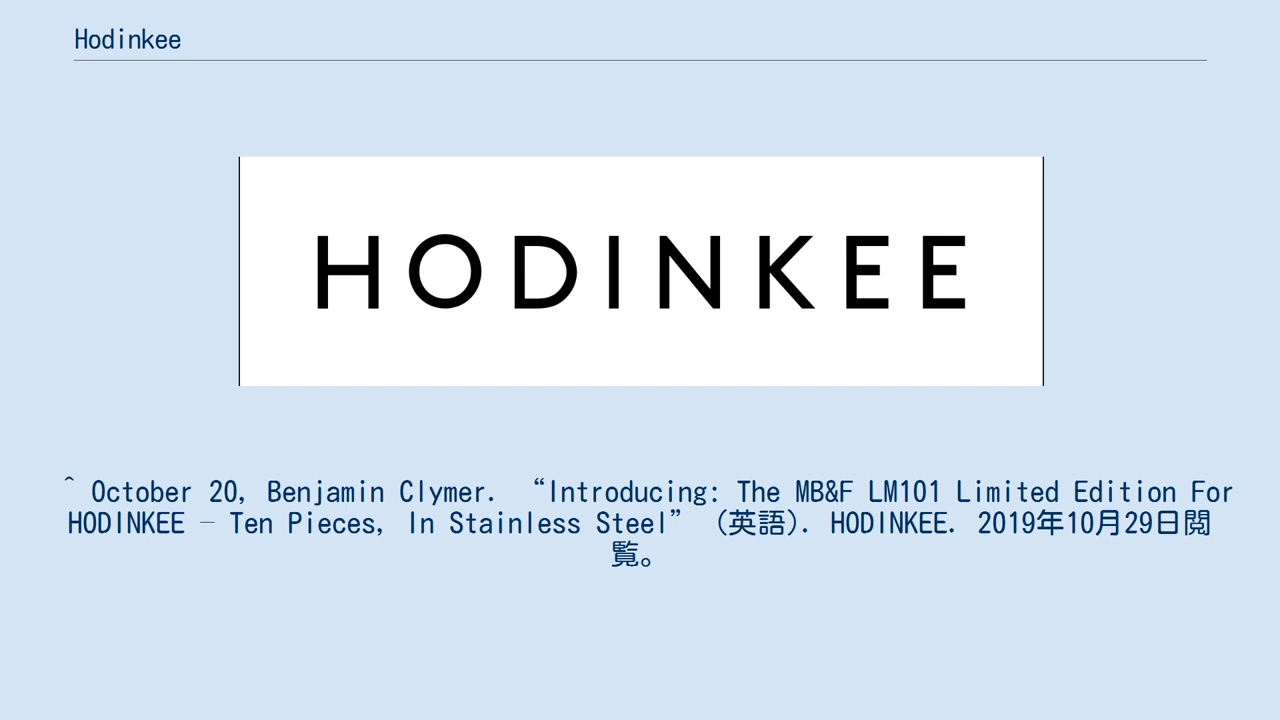 Hodinkee
HODINKEE
^ October 20, Benjamin Clymer. “Introducing: The MB&F LM101 Limited Edition For
HODINKEE – Ten Pieces, In Stainless Steel” (英語). HODINKEE. 2019年10月29日閲
覧。